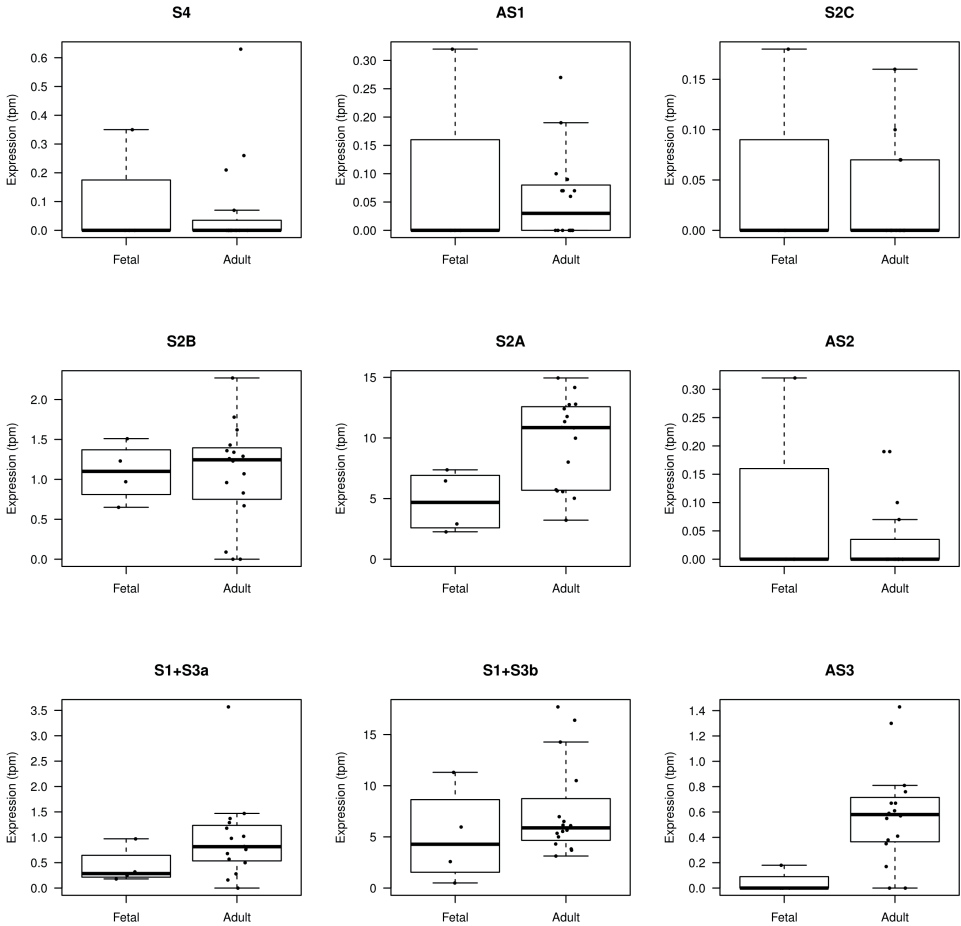 S4
Expression (tpm)
0.6
0.5
0.4
0.3
0.2
0.1
0.0
Fetal Adult
AS1
Expression (tpm)
0.30
0.25
0.20
0.15
0.10
0.05
0.00
Fetal Adult
S2C
Expression (tpm)
0.15
0.10
0.05
0.00
Fetal Adult
S2B
Expression (tpm)
2.0
1.5
1.0
0.5
0.0
Fetal Adult
S2A
Expression (tpm)
15
10
5
0
Fetal Adult
AS2
Expression (tpm)
0.30
0.25
0.20
0.15
0.10
0.05
0.00
Fetal Adult
S1+S3a
Expression (tpm)
3.5
3.0
2.5
2.0
1.5
1.0
0.5
0.0
Fetal Adult
S1+S3b
Expression (tpm)
15
10
5
0
Fetal Adult
AS3
Expression (tpm)
1.4
1.2
1.0
0.8
0.6
0.4
0.2
0.0
Fetal Adult